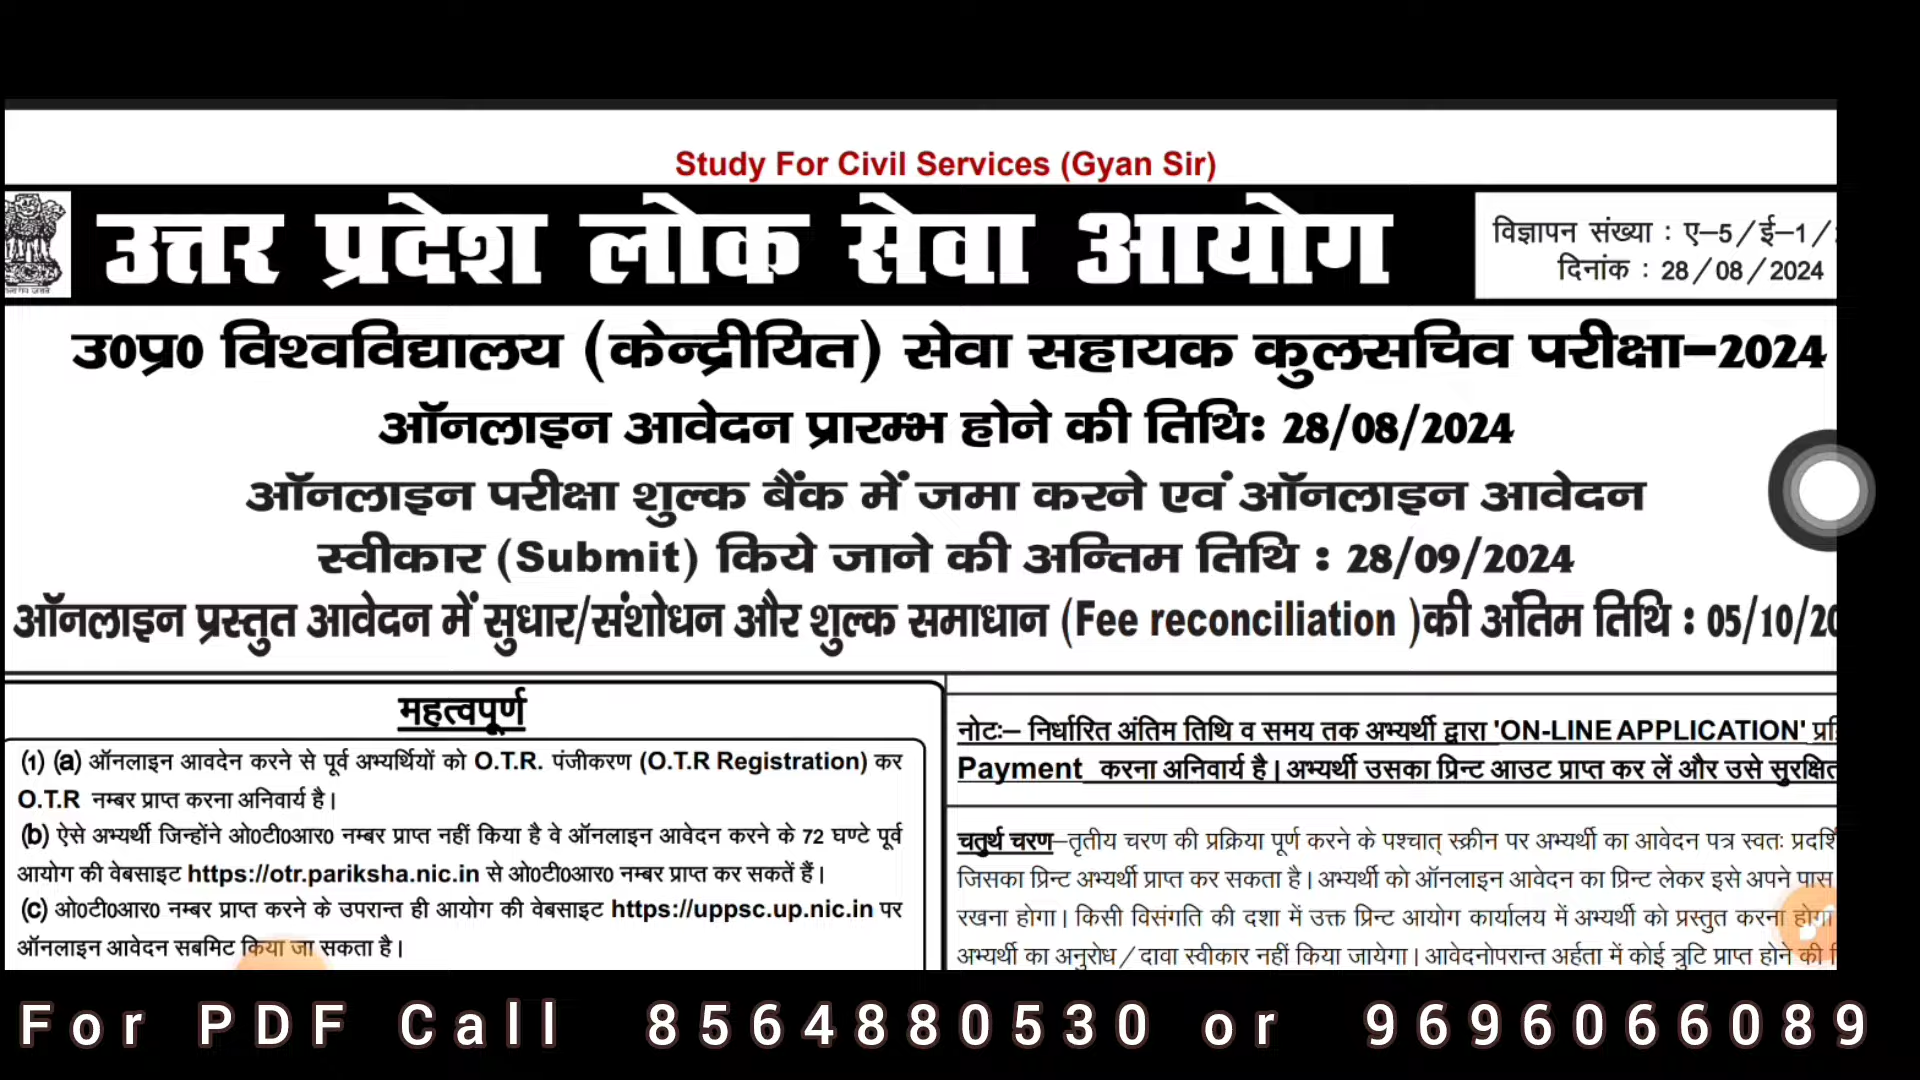 Study For Civil Services (Gyan Sir)
उत्तर प्रदेश लोक सेवा आयोग
विज्ञापन संख्या : ए–5/ई–1/
दिनांक : 28/08/2024
उ0प्र0 विश्वविद्यालय (केन्द्रीयित) सेवा सहायक कुलसचिव परीक्षा–2024
ऑनलाइन आवेदन प्रारम्भ होने की तिथिः 28/08/2024
ऑनलाइन परीक्षा शुल्क बैंक में जमा करने एवं ऑनलाइन आवेदन
स्वीकार (Submit) किये जाने की अन्तिम तिथि : 28/09/2024
ऑनलाइन प्रस्तुत आवेदन में सुधार/संशोधन और शुल्क समाधान (Fee reconciliation )की अंतिम तिथि : 05/10/20
महत्वपूर्ण
(1) (a) ऑनलाइन आवदेन करने से पूर्व अभ्यर्थियों को O.T.R. पंजीकरण (O.T.R Registration) कर
O.T.R नम्बर प्राप्त करना अनिवार्य है।
(b) ऐसे अभ्यर्थी जिन्होंने ओ0टी0आर0 नम्बर प्राप्त नहीं किया है वे ऑनलाइन आवेदन करने के 72 घण्टे पूर्व
आयोग की वेबसाइट https://otr.pariksha.nic.in से ओ0टी0आर0 नम्बर प्राप्त कर सकतें हैं।
(c) ओ0टी0आर0 नम्बर प्राप्त करने के उपरान्त ही आयोग की वेबसाइट https://uppsc.up.nic.in पर
ऑनलाइन आवेदन सबमिट किया जा सकता है।
नोटः– निर्धारित अंतिम तिथि व समय तक अभ्यर्थी द्वारा 'ON-LINE APPLICATION'
Payment करना अनिवार्य है। अभ्यर्थी उसका प्रिन्ट आउट प्राप्त कर लें और उसे सुरक्षित
चतुर्थ चरण–तृतीय चरण की प्रक्रिया पूर्ण करने के पश्चात् स्क्रीन पर अभ्यर्थी का आवेदन पत्र स्वतः
जिसका प्रिन्ट अभ्यर्थी प्राप्त कर सकता है। अभ्यर्थी को ऑनलाइन आवेदन का प्रिन्ट लेकर इसे अपने पास
रखना होगा। किसी विसंगति की दशा में उक्त प्रिन्ट आयोग कार्यालय में अभ्यर्थी को प्रस्तुत करना होगा
अभ्यर्थी का अनुरोध/दावा स्वीकार नहीं किया जायेगा। आवेदनोपरान्त अर्हता में कोई त्रुटि प्राप्त होने की
For PDF Call 8564880530 or 9696066089